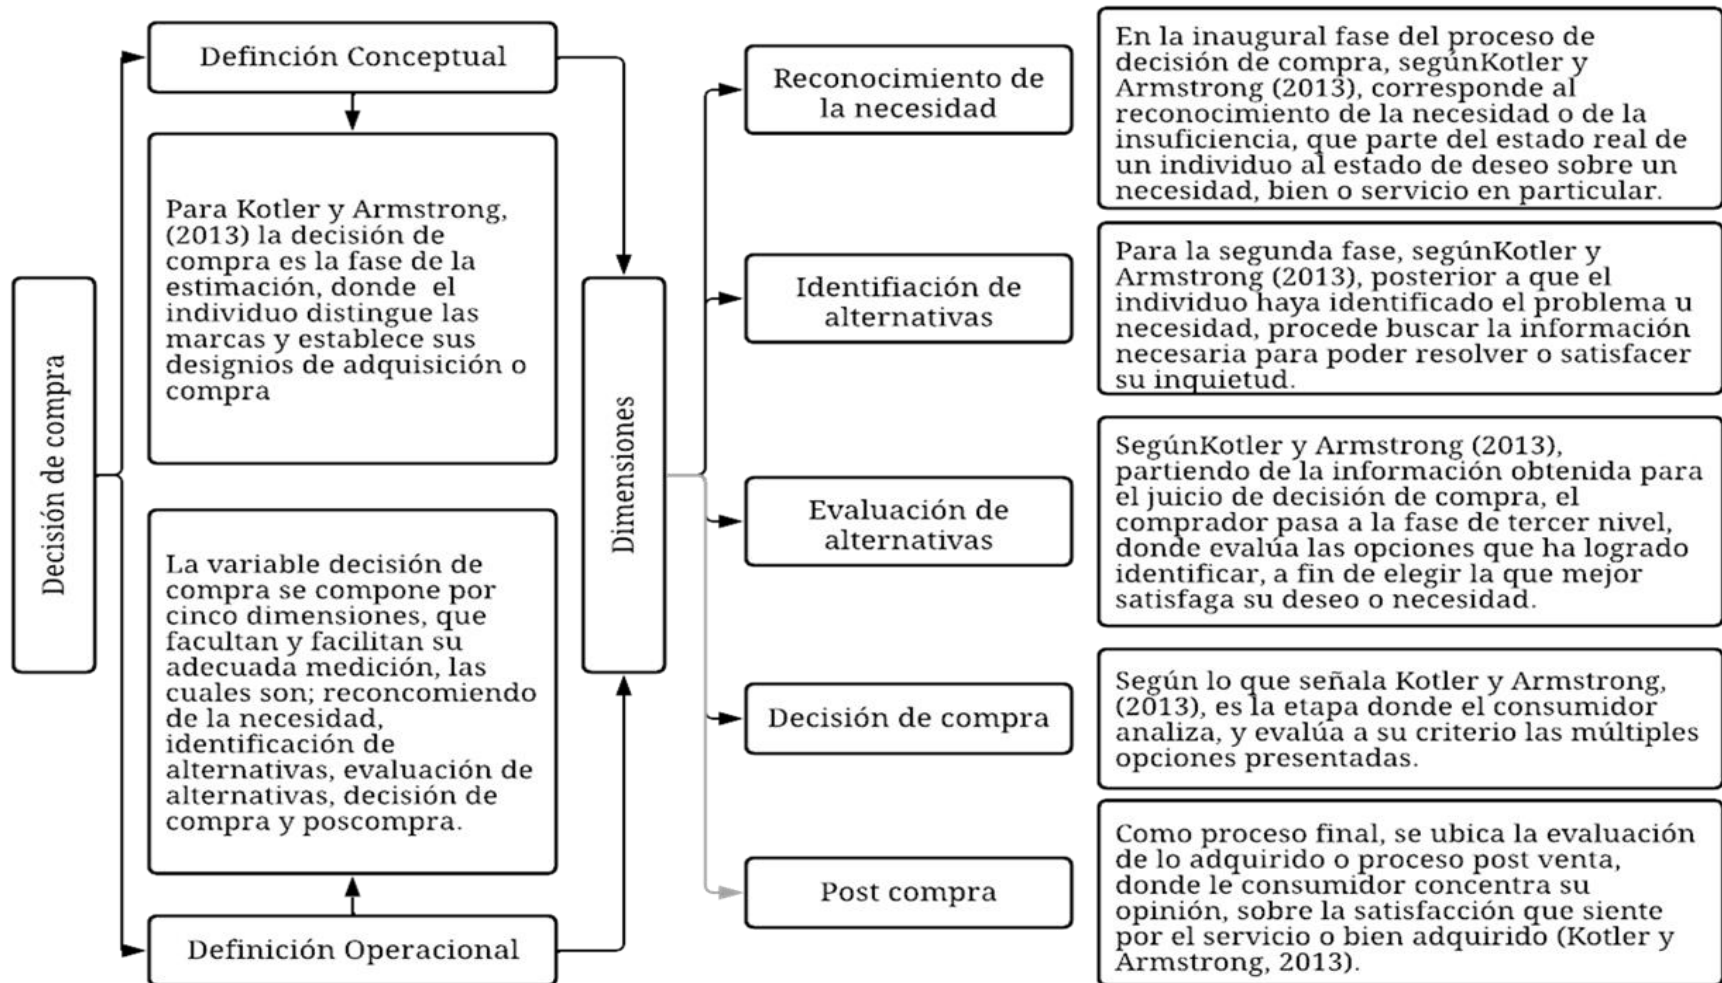 Decisión de compra
Definción Conceptual
Para Kotler y Armstrong,
(2013) la decisión de
compra es la fase de la
estimación, donde el
individuo distingue las
marcas y establece sus
designios de adquisición o
compra
La variable decisión de
compra se compone por
cinco dimensiones, que
facultan y facilitan su
adecuada medición, las
cuales son; reconcomiendo
de la necesidad,
identificación de
alternativas, evaluación de
alternativas, decisión de
compra y poscompra.
Definición Operacional
Dimensiones
Reconocimiento de
la necesidad
En la inaugural fase del proceso de
decisión de compra, segúnKotler y
Armstrong (2013), corresponde al
reconocimiento de la necesidad o de la
insuficiencia, que parte del estado real de
un individuo al estado de deseo sobre un
necesidad, bien o servicio en particular.
Identifiación de
alternativas
Para la segunda fase, segúnKotler y
Armstrong (2013), posterior a que el
individuo haya identificado el problema u
necesidad, procede buscar la información
necesaria para poder resolver o satisfacer
su inquietud.
Evaluación de
alternativas
SegúnKotler y Armstrong (2013),
partiendo de la información obtenida para
el juicio de decisión de compra, el
comprador pasa a la fase de tercer nivel,
donde evalúa las opciones que ha logrado
identificar, a fin de elegir la que mejor
satisfaga su deseo o necesidad.
Decisión de compra
Según lo que señala Kotler y Armstrong,
(2013), es la etapa donde el consumidor
analiza, y evalúa a su criterio las múltiples
opciones presentadas.
Post compra
Como proceso final, se ubica la evaluación
de lo adquirido o proceso post venta,
donde le consumidor concentra su
opinión, sobre la satisfacción que siente
por el servicio o bien adquirido (Kotler y
Armstrong, 2013).